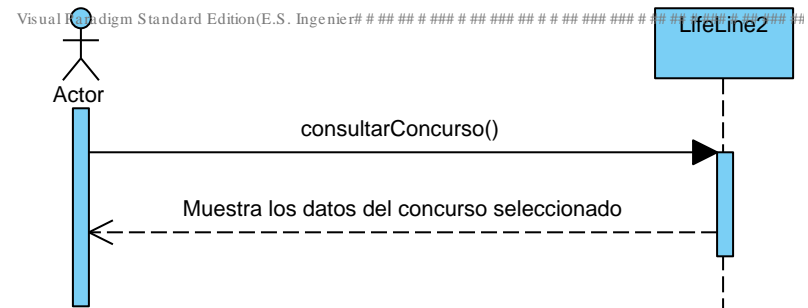 Visual Paradigm Standard Edition(E.S. Ingenier# # ## ## # ### # ## ### ## # # ## ### ### # ## ## # ### # ## ### ##
LifeLine2
Actor
consultarConcurso()
Muestra los datos del concurso seleccionado